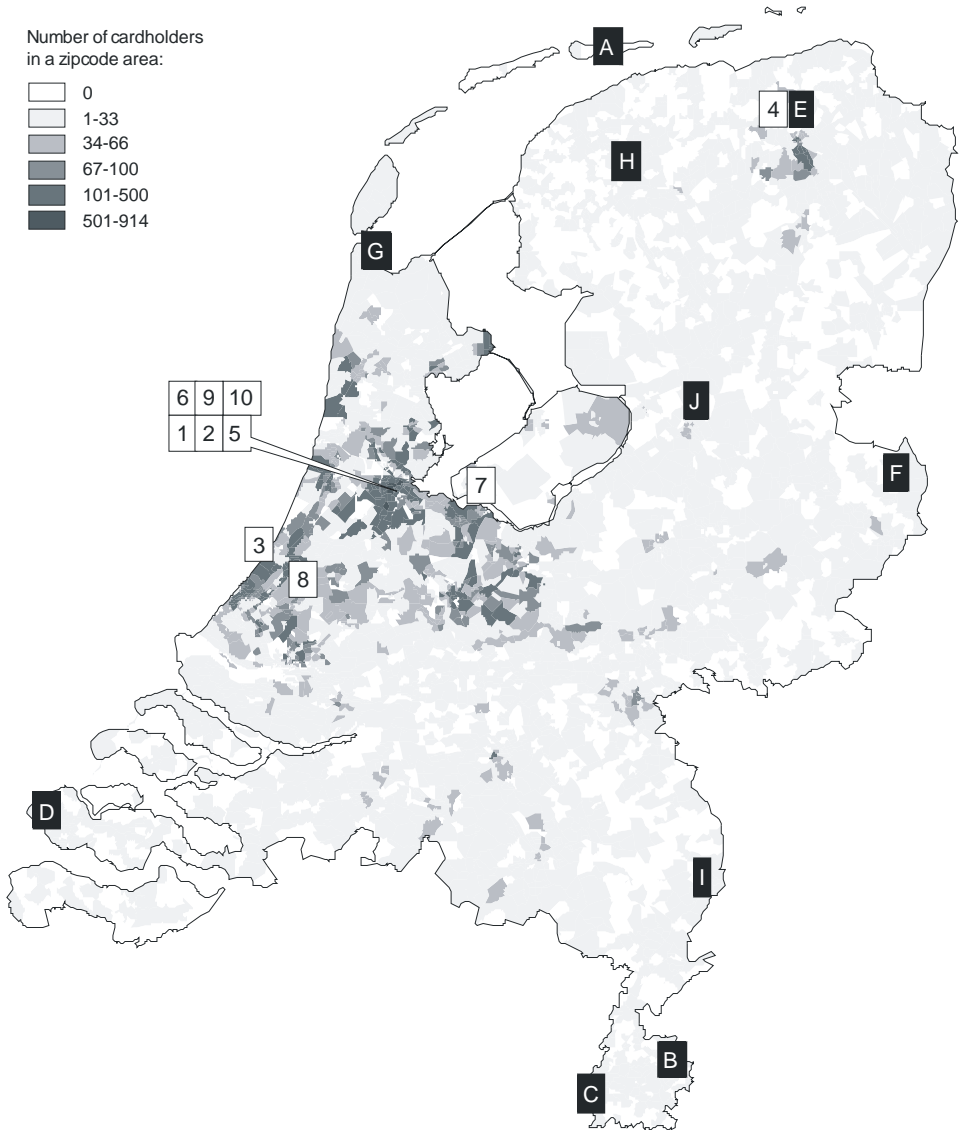 Number of cardholders
in a zipcode area:
0
1-33
34-66
67-100
101-500
501-914
A
4 E
H
G
6 9 10
1 2 5
J
F
7
3
8
D
I
B
C